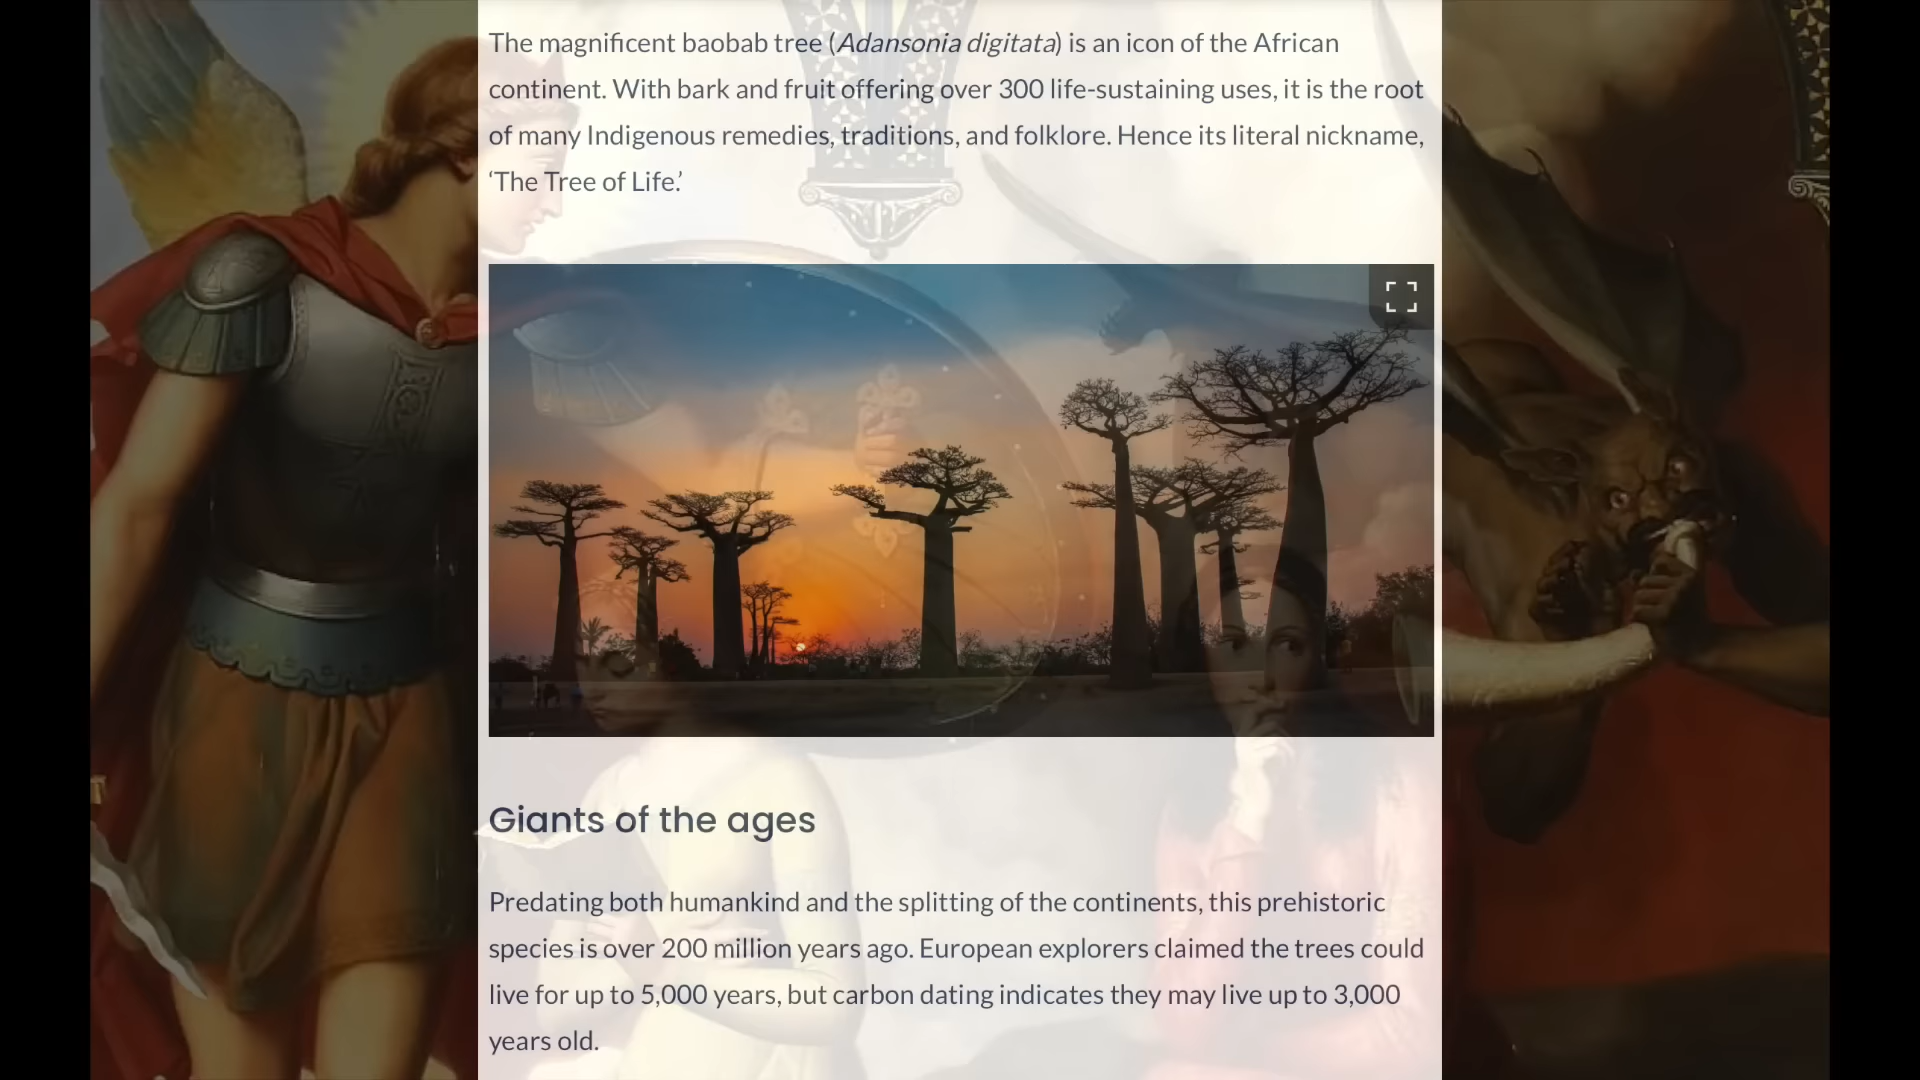 The magnificent baobab tree (Adansonia digitata) is an icon of the African
continent. With bark and fruit offering over 300 life-sustaining uses, it is the root
of many Indigenous remedies, traditions, and folklore. Hence its literal nickname,
‘The Tree of Life.’
Giants of the ages
Predating both humankind and the splitting of the continents, this prehistoric
species is over 200 million years ago. European explorers claimed the trees could
live for up to 5,000 years, but carbon dating indicates they may live up to 3,000
years old.